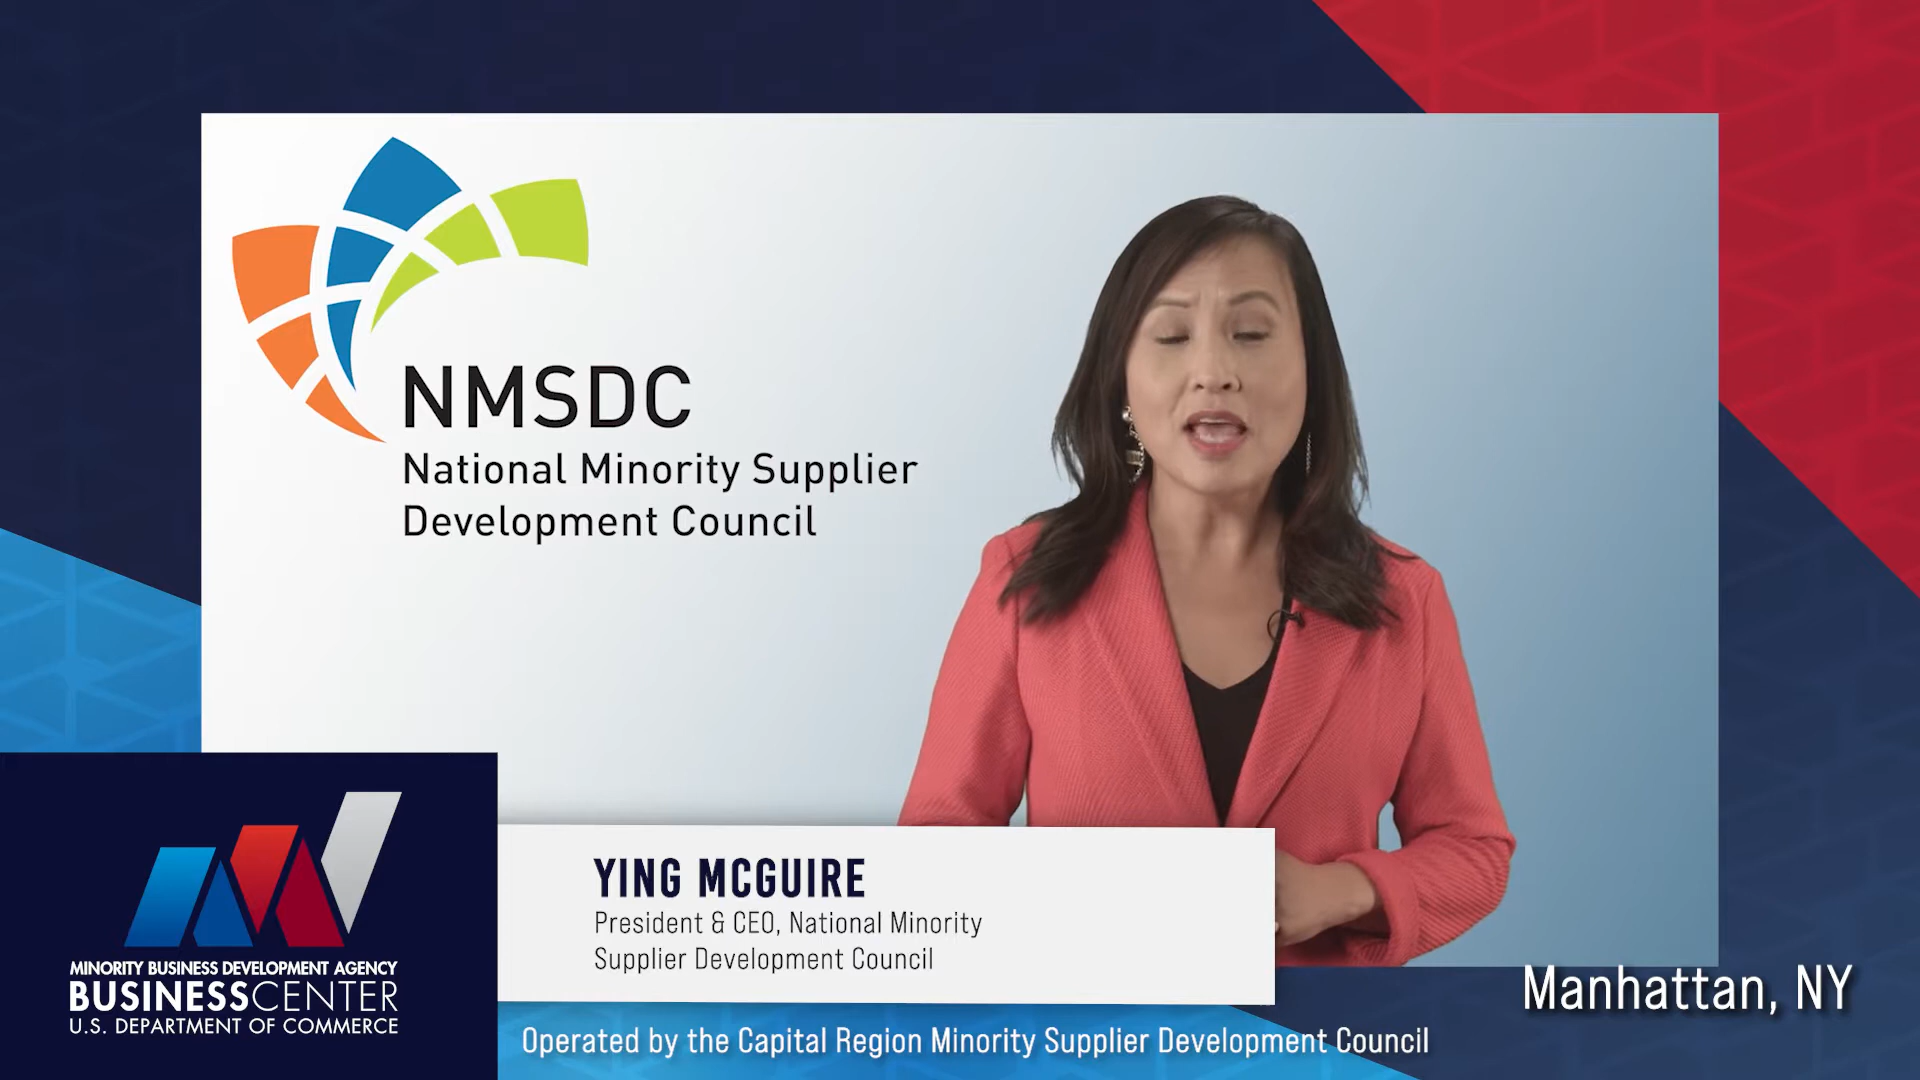 NMSDC
National Minority Supplier
Development Council
YING MCGUIRE
President & CEO, National Minority
Supplier Development Council
MINORITY BUSINESS DEVELOPMENT AGENCY
BUSINESSCENTER
U.S. DEPARTMENT OF COMMERCE
Manhattan, NY
Operated by the Capital Region Minority Supplier Development Council